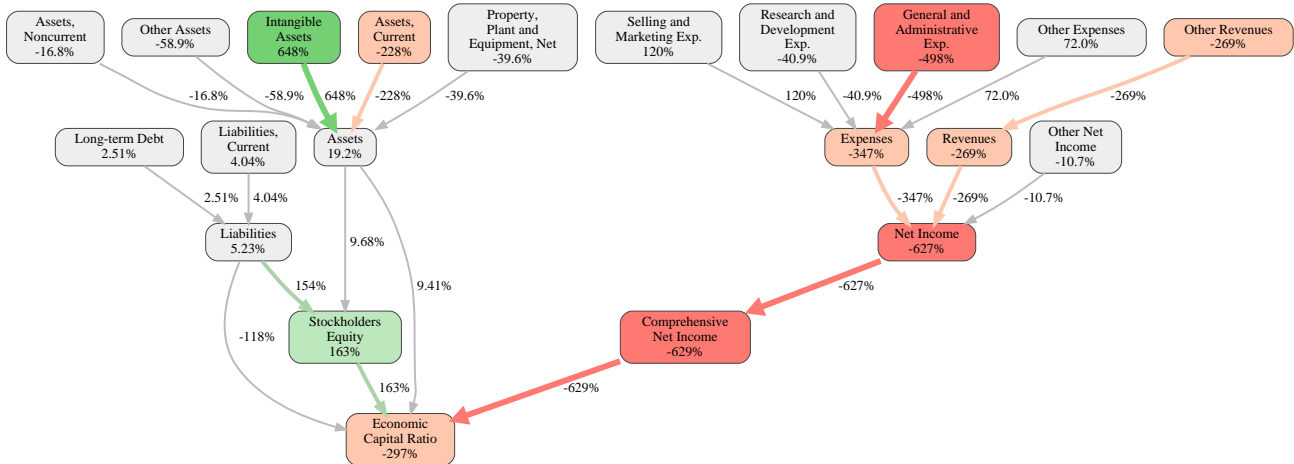 Assets,
Noncurrent
-16.8%
Other Assets
-58.9%
Intangible
Assets
648%
Assets,
Current
-228%
Property,
Plant and
Equipment, Net
-39.6%
Selling and
Marketing Exp.
120%
Research and
Development
Exp.
-40.9%
General and
Administrative
Exp.
-498%
Other Expenses
72.0%
Other Revenues
-269%
-16.8%
-58.9%
648%
-228%
-39.6%
120%
-40.9%
-498%
72.0%
-269%
Long-term Debt
2.51%
Liabilities,
Current
4.04%
Assets
19.2%
Expenses
-347%
Revenues
-269%
Other Net
Income
-10.7%
2.51%
4.04%
-347%
-269%
-10.7%
Liabilities
5.23%
9.68%
Net Income
-627%
154%
9.41%
-627%
-118%
Stockholders
Equity
163%
Comprehensive
Net Income
-629%
163%
-629%
Economic
Capital Ratio
-297%